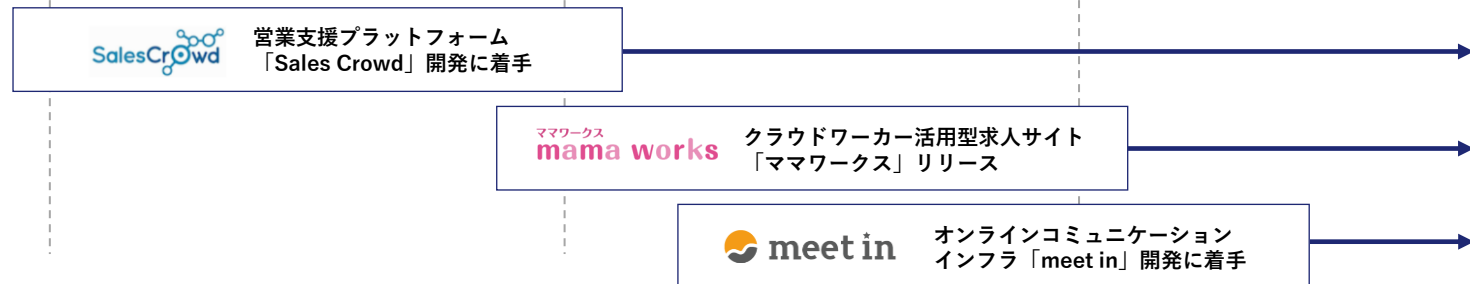 SalesCrowd
営業支援プラットフォーム
「Sales Crowd」開発に着手
ママワークス
mama works
クラウドワーカー活用型求人サイト
「ママワークス」リリース
meet in
オンラインコミュニケーション
インフラ「meet in」開発に着手